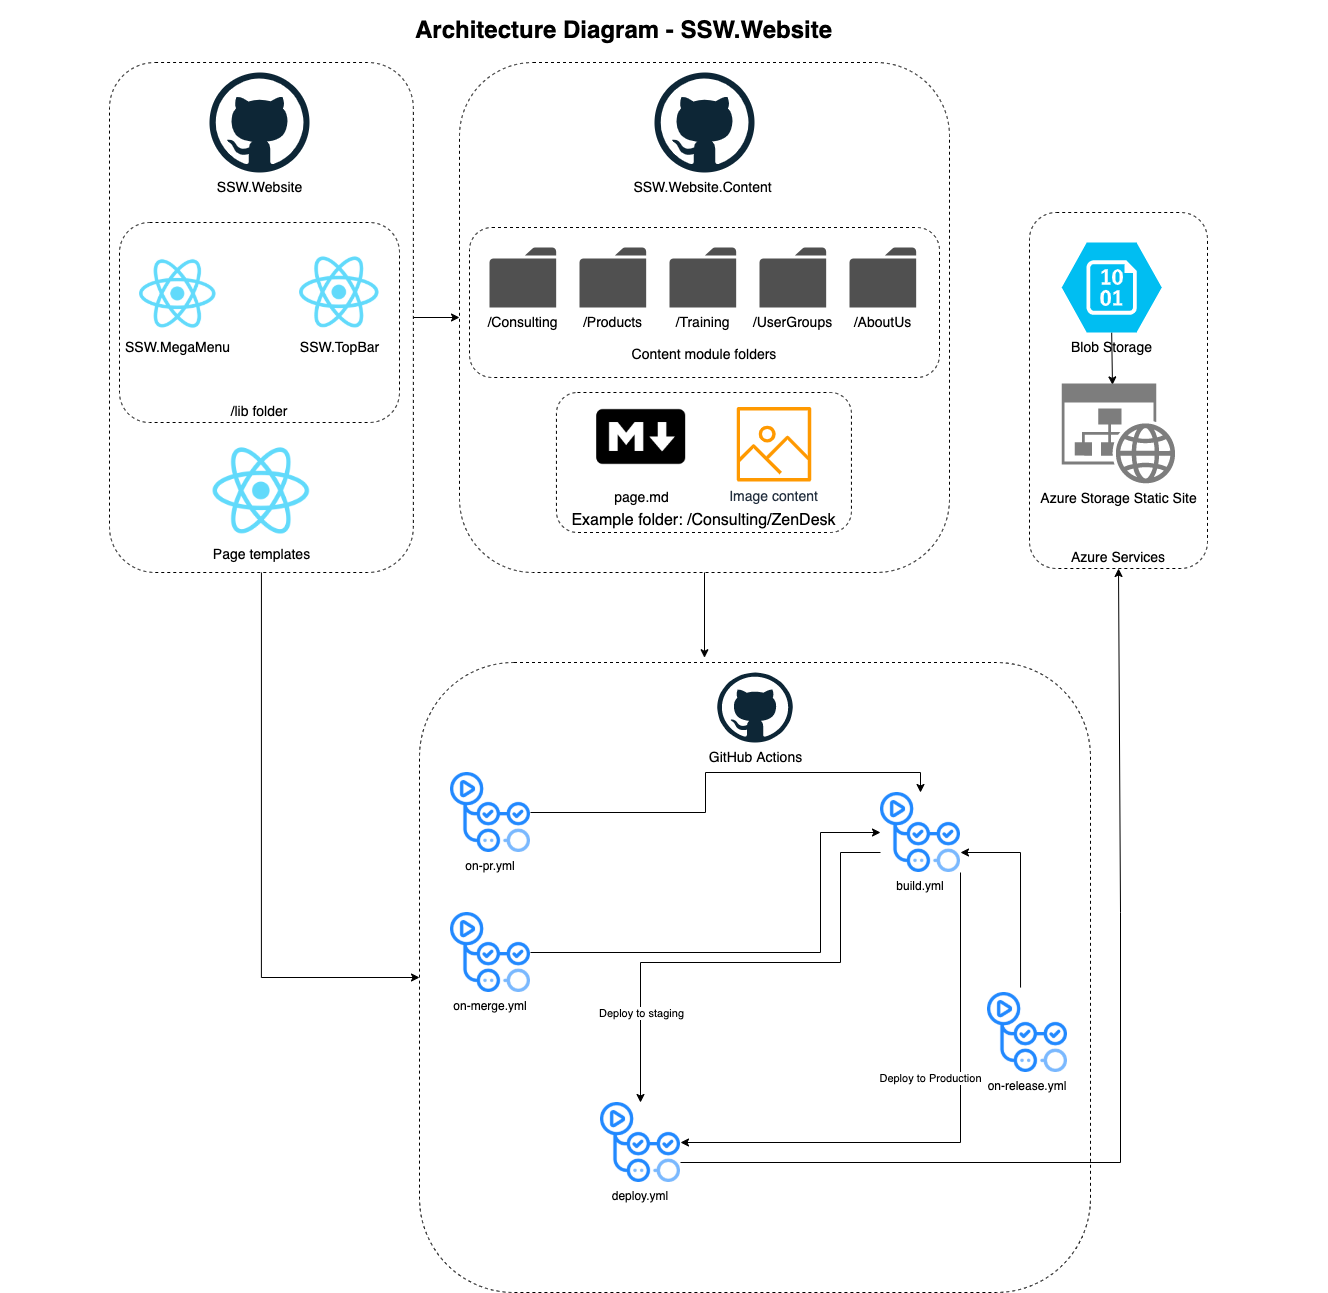 Architecture Diagram - SSW.Website
SSW.Website
SSW.MegaMenu
SSW.TopBar
/lib folder
Page templates
SSW.Website.Content
/Consulting
/Products
/Training
/UserGroups
/AboutUs
Content module folders
M
page.md
Image content
Example folder: /Consulting/ZenDesk
10
01
Blob Storage
Azure Storage Static Site
Azure Services
GitHub Actions
on-pr.yml
build.yml
on-merge.yml
Deploy to staging
Deploy to Production
on-release.yml
deploy.yml